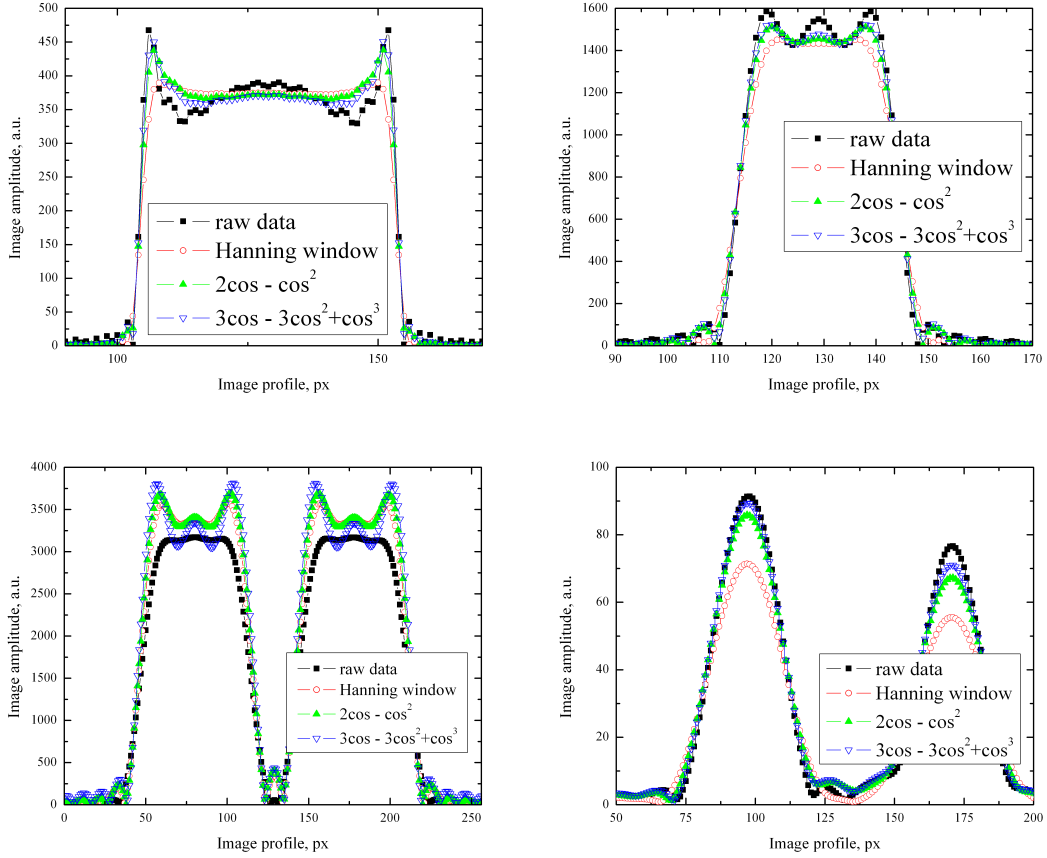 500
450
400
350
300
250
200
150
100
50
0
Image amplitude, a.u.
raw data
Hanning window
2cos - cos²
3cos - 3cos²+cos³
100 150
Image profile, px
1600
1400
1200
1000
800
600
400
200
0
Image amplitude, a.u.
raw data
Hanning window
2cos - cos²
3cos - 3cos²+cos³
90 100 110 120 130 140 150 160 170
Image profile, px
4000
3500
3000
2500
2000
1500
1000
500
0
Image amplitude, a.u.
raw data
Hanning window
2cos - cos²
3cos - 3cos²+cos³
0 50 100 150 200 250
Image profile, px
100
80
60
40
20
0
Image amplitude, a.u.
raw data
Hanning window
2cos - cos²
3cos - 3cos²+cos³
50 75 100 125 150 175 200
Image profile, px